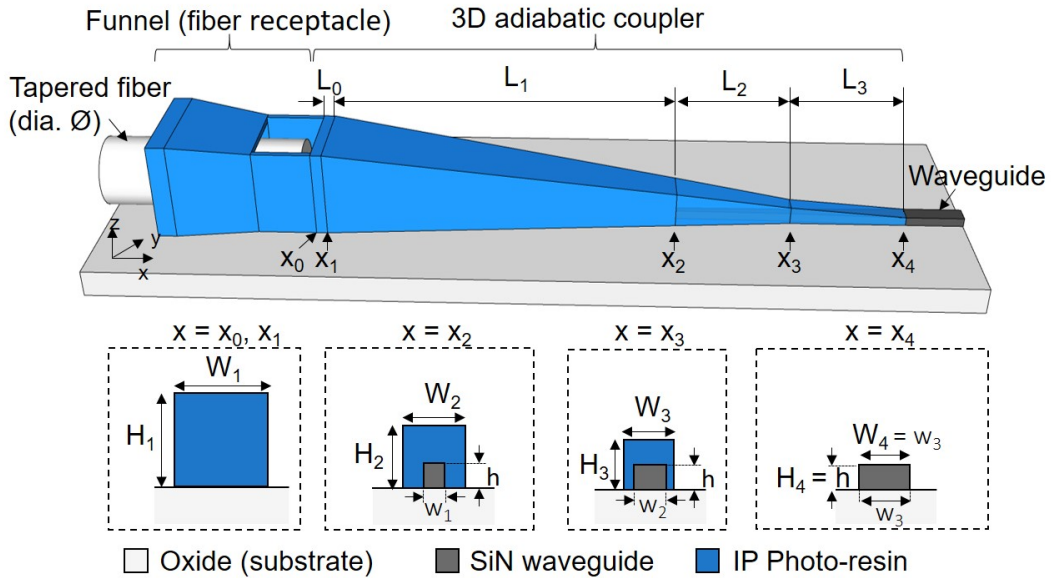 Funnel (fiber receptacle)
3D adiabatic coupler
Tapered fiber
(dia. Ø)
L₀
L₁
L₂
L₃
Waveguide
z
y
x
x₀
x₁
x₂
x₃
x₄
x = x₀, x₁
x = x₂
x = x₃
x = x₄
W₁
H₁
W₂
H₂
h
w₁
W₃
H₃
h
w₂
W₄ = w₃
H₄ = h
w₃
Oxide (substrate)
SiN waveguide
IP Photo-resin